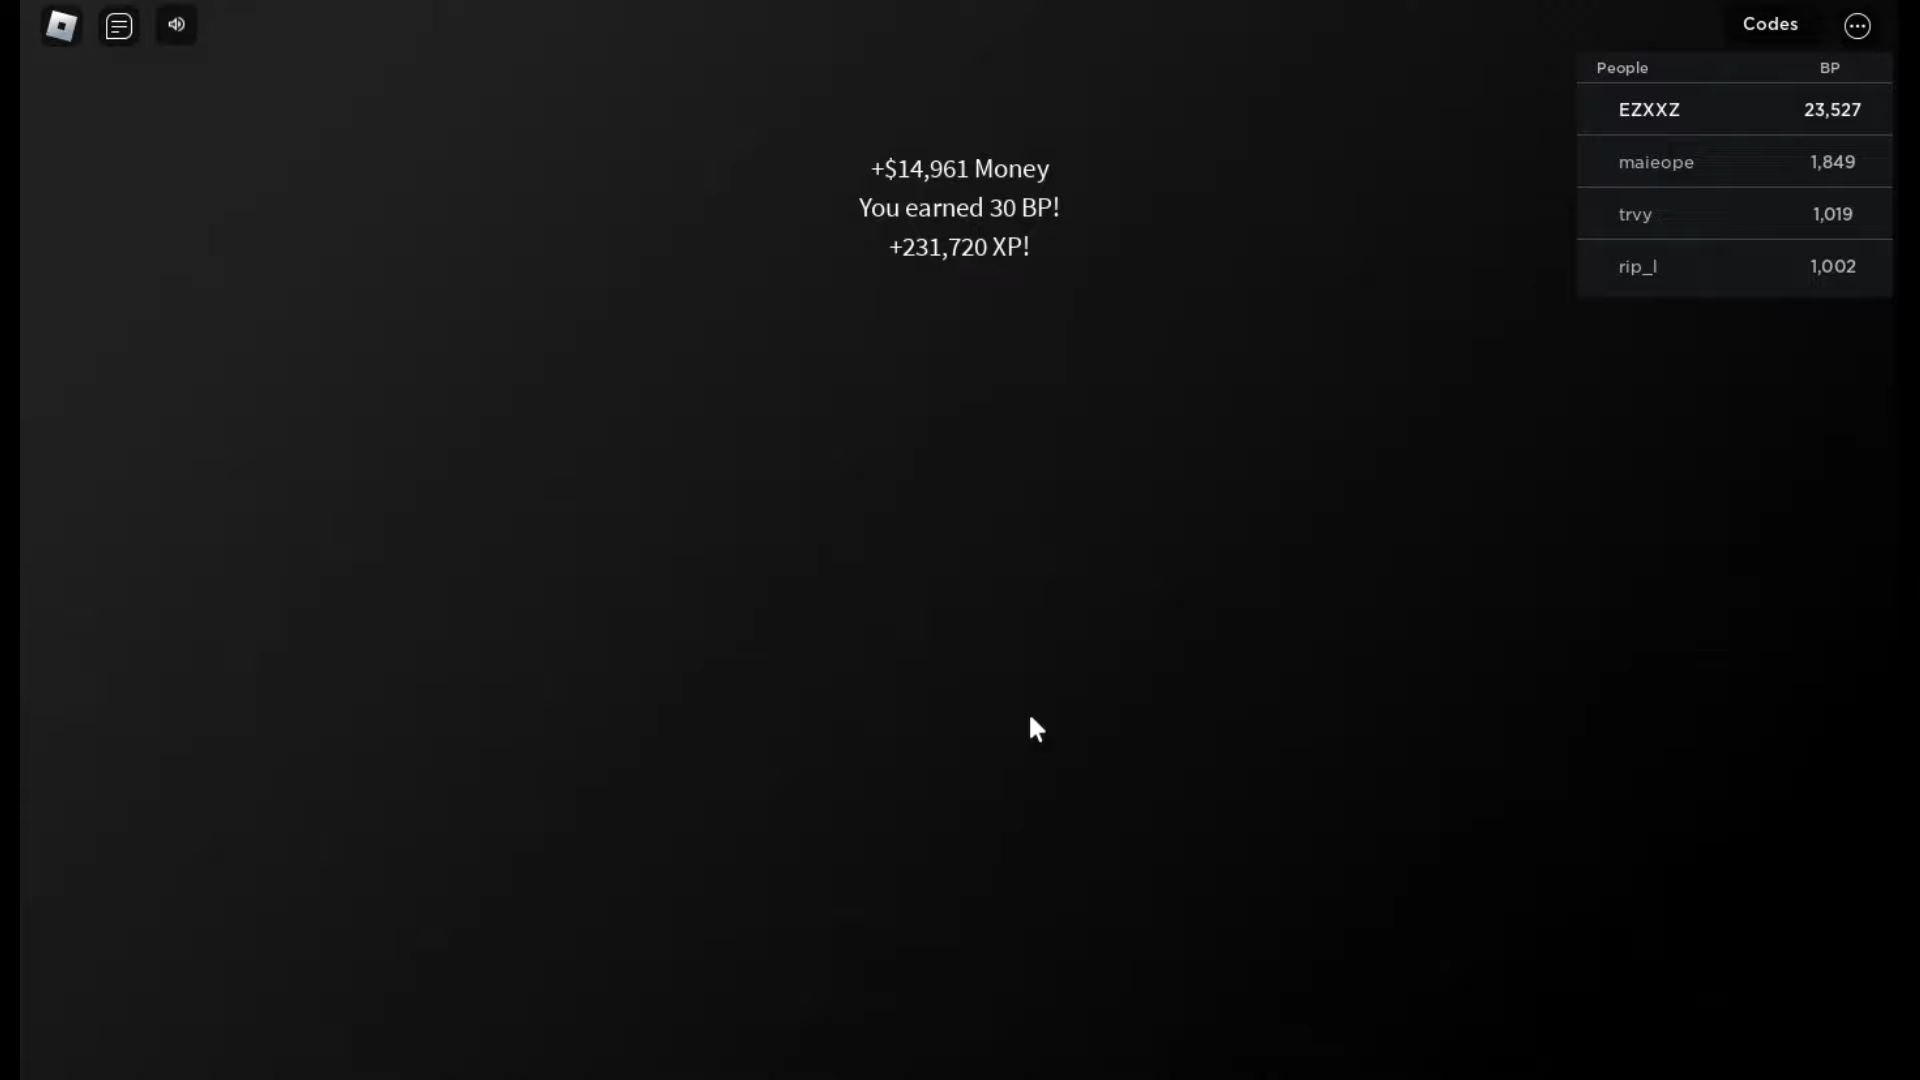 Codes
People BP
EZXXZ 23,527
maieope 1,849
trvy 1,019
rip_l 1,002
+$14,961 Money
You earned 30 BP!
+231,720 XP!